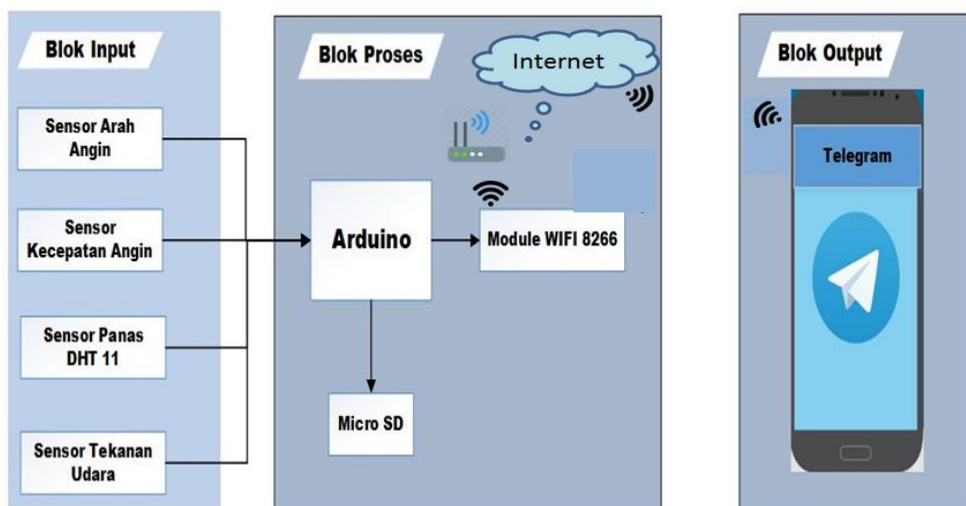 Blok Input
Sensor Arah
Angin
Sensor
Kecepatan Angin
Sensor Panas
DHT 11
Sensor Tekanan
Udara
Blok Proses
Internet
Arduino
Module WIFI 8266
Micro SD
Blok Output
Telegram